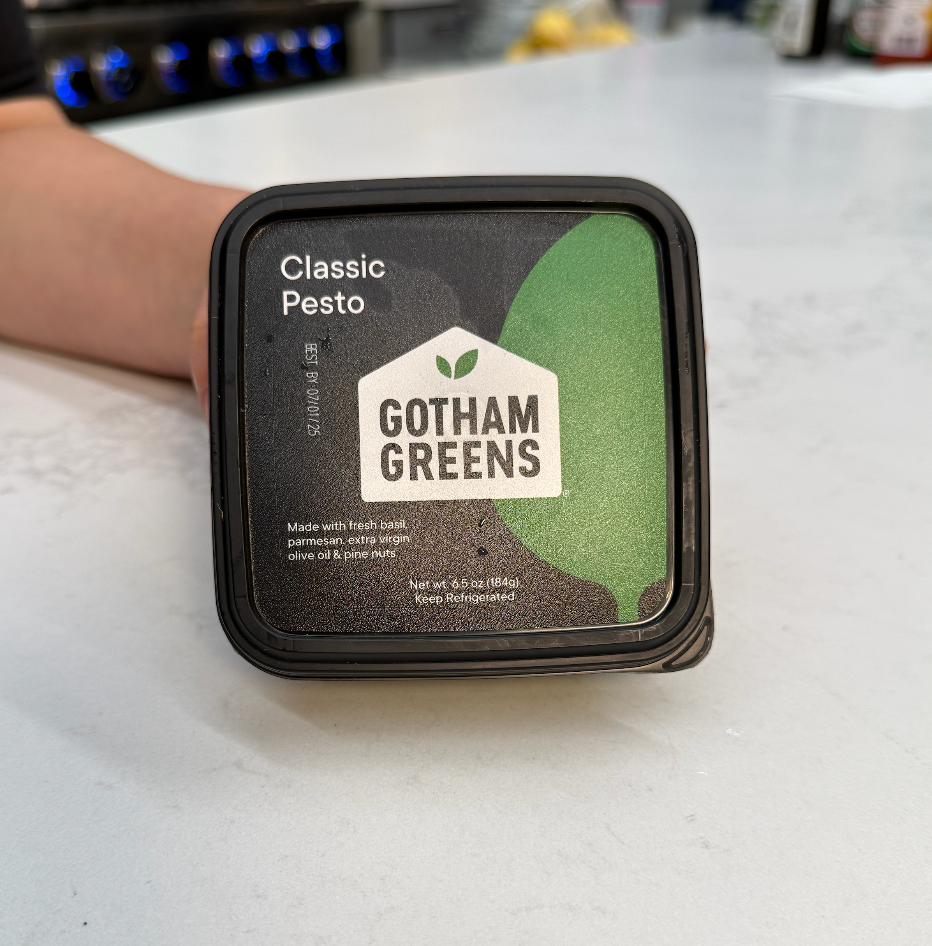 Classic
Pesto
BEST BY 07/01/25
GOTHAM
GREENS
Made with fresh basil,
parmesan, extra virgin
olive oil & pine nuts
Net wt. 6.5 oz (184g)
Keep Refrigerated